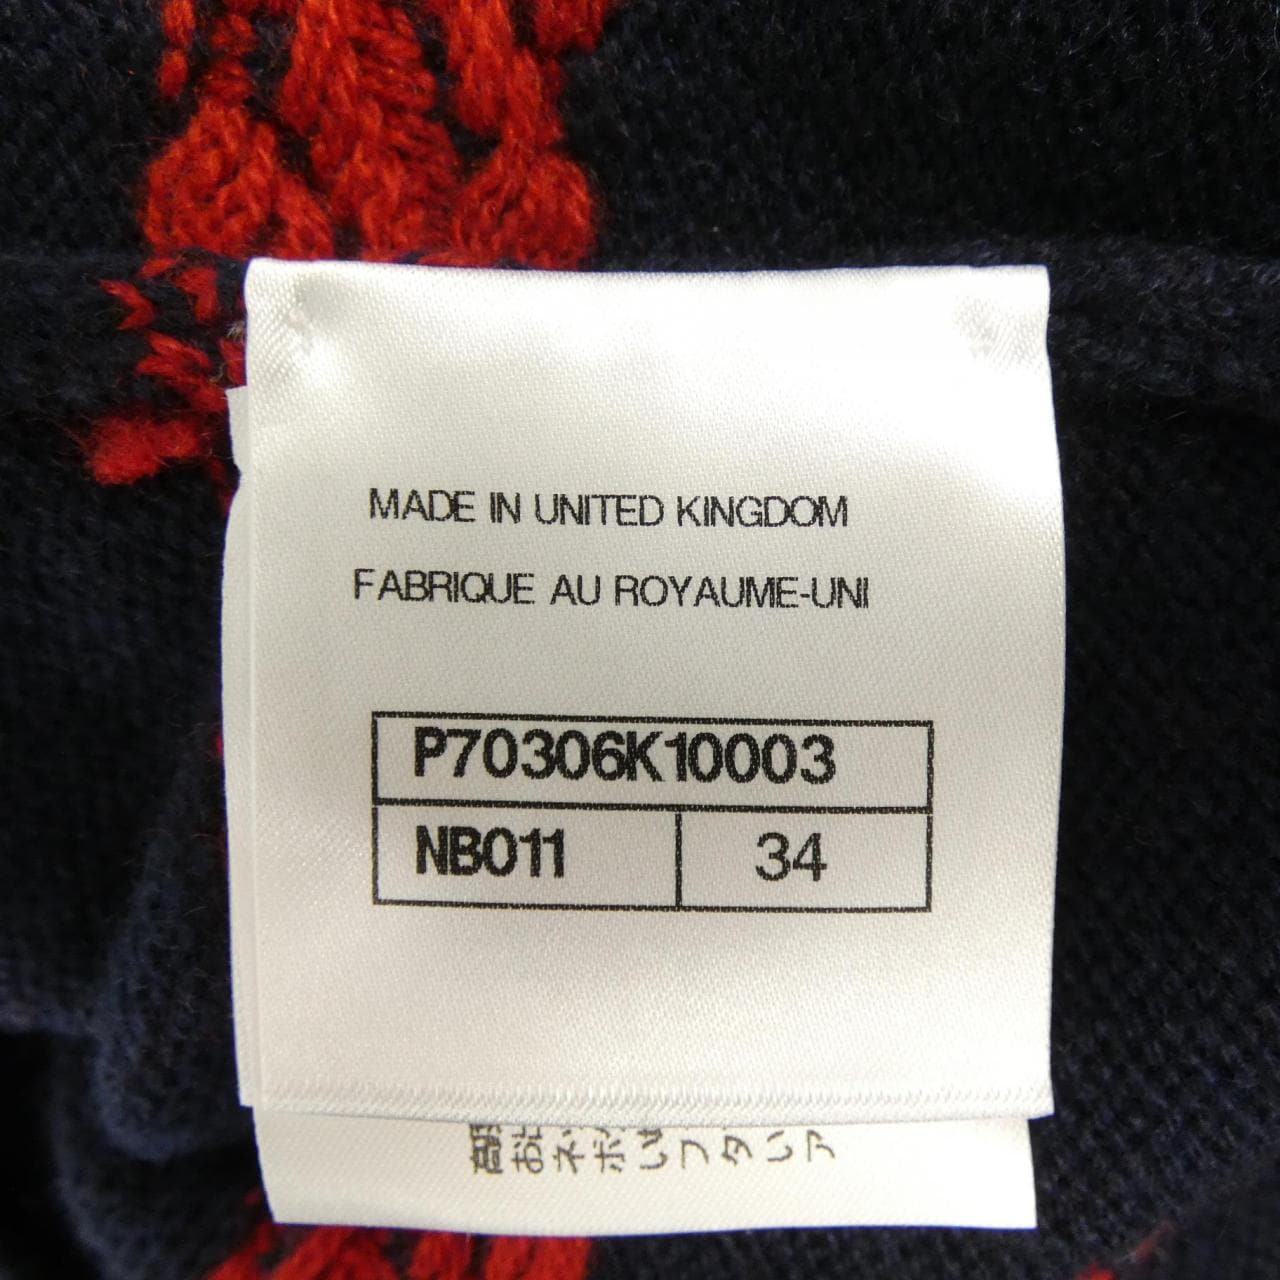 MADE IN UNITED KINGDOM
FABRIQUE AU ROYAUME-UNI
P70306K10003
NB011 34